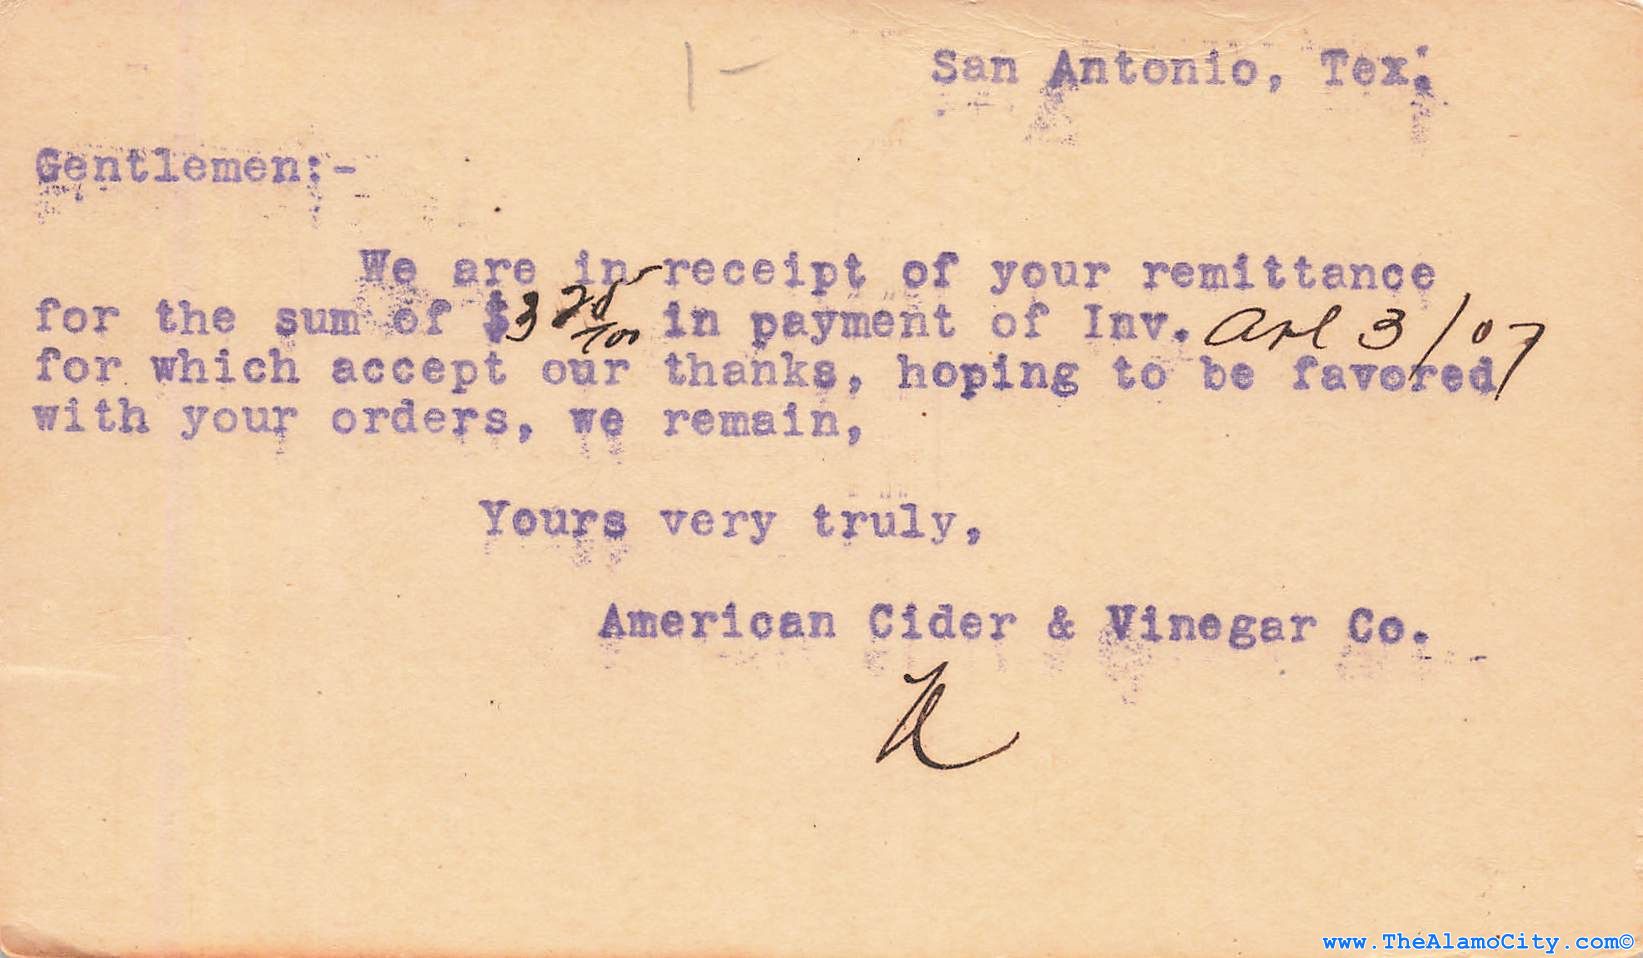 San Antonio, Tex.
Gentlemen:-
We are in receipt of your remittance
for the sum of $3 25/100 in payment of Inv. Apl 3/07
for which accept our thanks, hoping to be favored
with your orders, we remain,
Yours very truly,
American Cider & Vinegar Co.
www.TheAlamoCity.com©